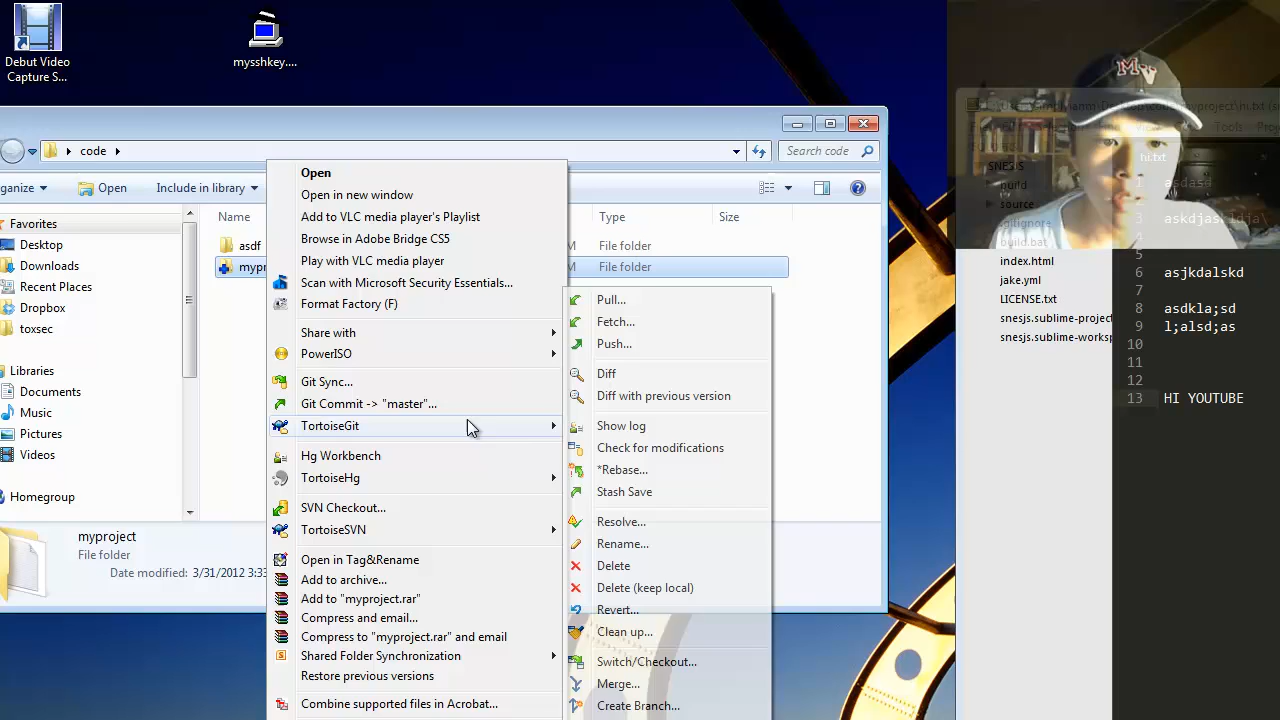 Debut Video
Capture S...
mysshkey....
code
Search code
ganize
Open
Include in library
Name
Type
Size
Favorites
Desktop
Downloads
Recent Places
Dropbox
toxsec
Libraries
Documents
Music
Pictures
Videos
Homegroup
asdf
File folder
mypr
File folder
myproject
File folder
Date modified: 3/31/2012 3:33
Open
Open in new window
Add to VLC media player's Playlist
Browse in Adobe Bridge CS5
Play with VLC media player
Scan with Microsoft Security Essentials...
Format Factory (F)
Share with
PowerISO
Git Sync...
Git Commit -> "master"...
TortoiseGit
Hg Workbench
TortoiseHg
SVN Checkout...
TortoiseSVN
Open in Tag&Rename
Add to archive...
Add to "myproject.rar"
Compress and email...
Compress to "myproject.rar" and email
Shared Folder Synchronization
Restore previous versions
Combine supported files in Acrobat...
Pull...
Fetch...
Push...
Diff
Diff with previous version
Show log
Check for modifications
*Rebase...
Stash Save
Resolve...
Rename...
Delete
Delete (keep local)
Revert...
Clean up...
Switch/Checkout...
Merge...
Create Branch...
MV
Tools
hi.txt
SNESJS
build
source
.gitignore
build.bat
index.html
jake.yml
LICENSE.txt
snesjs.sublime-project
snesjs.sublime-worksp
1 asdasd
3
4
5
6 asjkdalskd
7
8 asdkla;sd
9 l;alsd;as
10
11
12
13 HI YOUTUBE